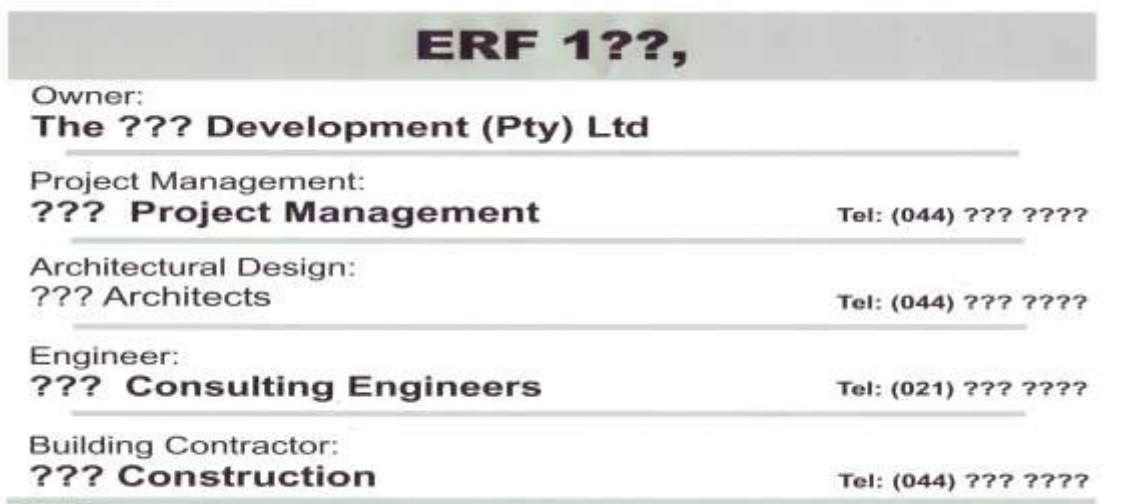 ERF 1??,
Owner:
The ??? Development (Pty) Ltd
Project Management:
??? Project Management Tel: (044) ??? ????
Architectural Design:
??? Architects Tel: (044) ??? ????
Engineer:
??? Consulting Engineers Tel: (021) ??? ????
Building Contractor:
??? Construction Tel: (044) ??? ????